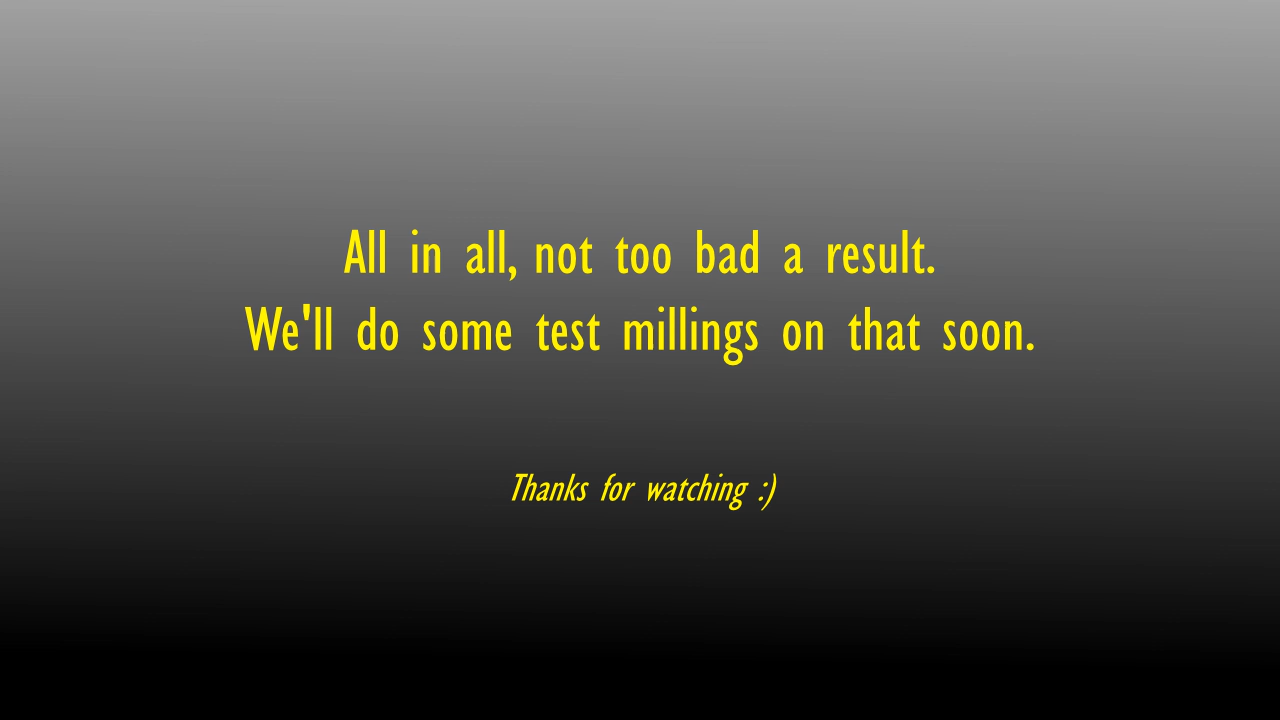 All in all, not too bad a result.
We'll do some test millings on that soon.
Thanks for watching :)